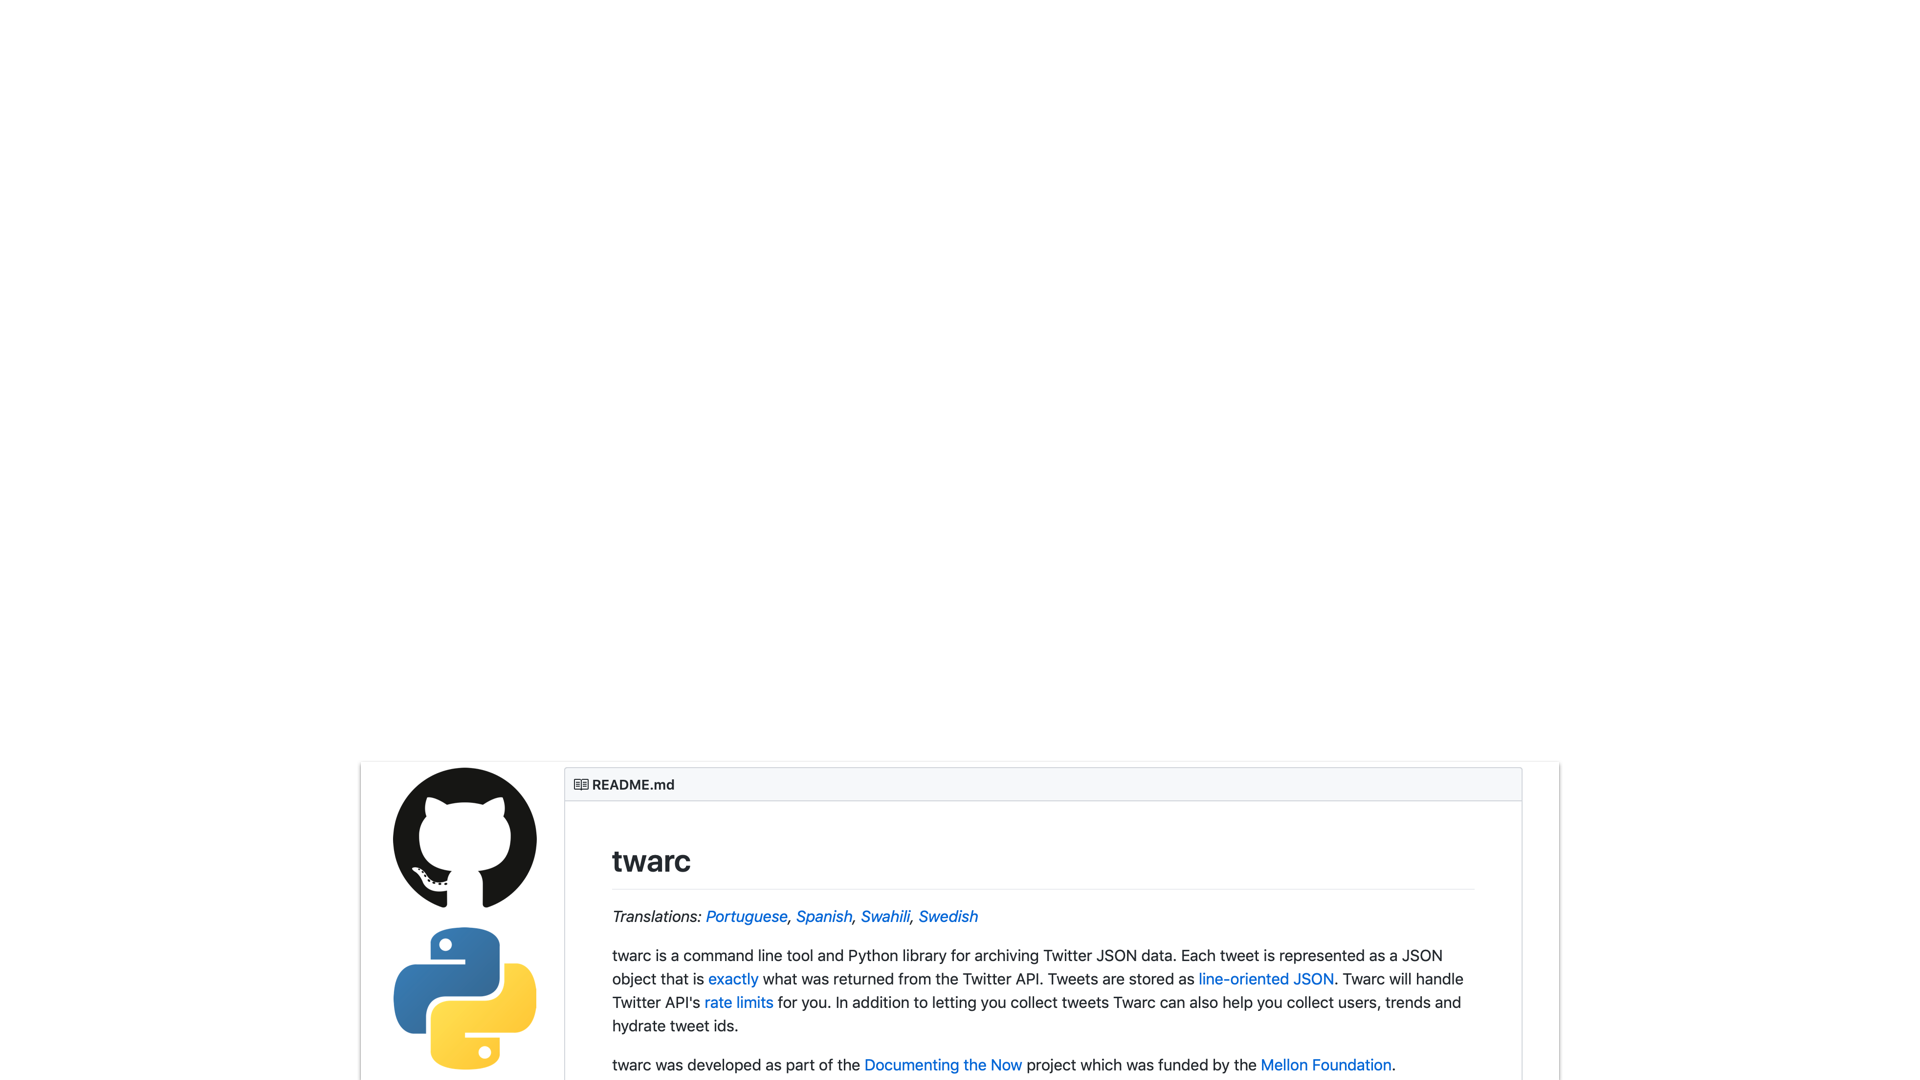 README.md
twarc
Translations: Portuguese, Spanish, Swahili, Swedish
twarc is a command line tool and Python library for archiving Twitter JSON data. Each tweet is represented as a JSON
object that is exactly what was returned from the Twitter API. Tweets are stored as line-oriented JSON. Twarc will handle
Twitter API's rate limits for you. In addition to letting you collect tweets Twarc can also help you collect users, trends and
hydrate tweet ids.
twarc was developed as part of the Documenting the Now project which was funded by the Mellon Foundation.